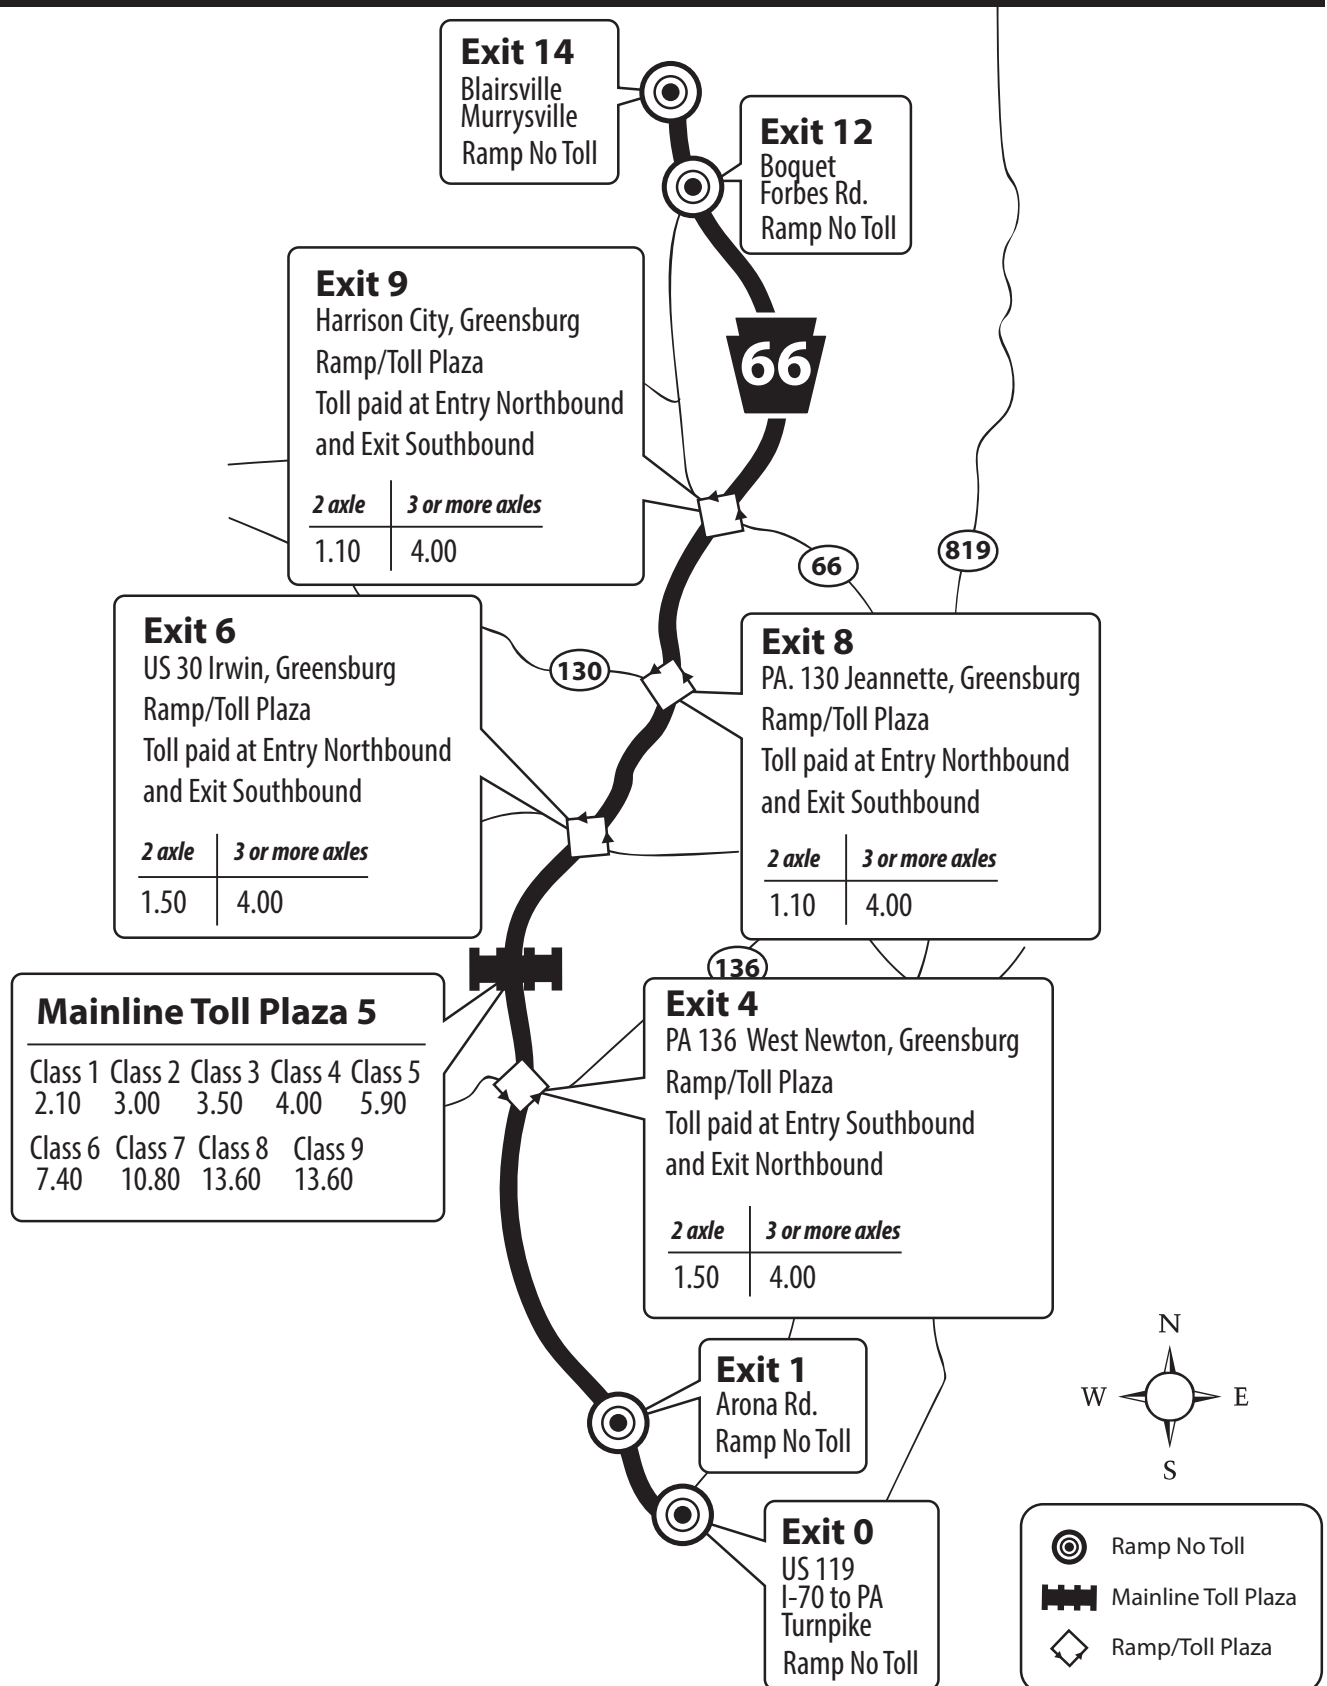 Exit 14
Blairsville
Murrysville
Ramp No Toll
Exit 12
Boquet
Forbes Rd.
Ramp No Toll
Exit 9
Harrison City, Greensburg
Ramp/Toll Plaza
Toll paid at Entry Northbound
and Exit Southbound
2 axle 3 or more axles
1.10 4.00
66
66
819
Exit 6
US 30 Irwin, Greensburg
Ramp/Toll Plaza
Toll paid at Entry Northbound
and Exit Southbound
2 axle 3 or more axles
1.50 4.00
130
Exit 8
PA. 130 Jeannette, Greensburg
Ramp/Toll Plaza
Toll paid at Entry Northbound
and Exit Southbound
2 axle 3 or more axles
1.10 4.00
Mainline Toll Plaza 5
Class 1 Class 2 Class 3 Class 4 Class 5
2.10 3.00 3.50 4.00 5.90
Class 6 Class 7 Class 8 Class 9
7.40 10.80 13.60 13.60
136
Exit 4
PA 136 West Newton, Greensburg
Ramp/Toll Plaza
Toll paid at Entry Southbound
and Exit Northbound
2 axle 3 or more axles
1.50 4.00
Exit 1
Arona Rd.
Ramp No Toll
Exit 0
US 119
I-70 to PA
Turnpike
Ramp No Toll
N
W E
S
Ramp No Toll
Mainline Toll Plaza
Ramp/Toll Plaza